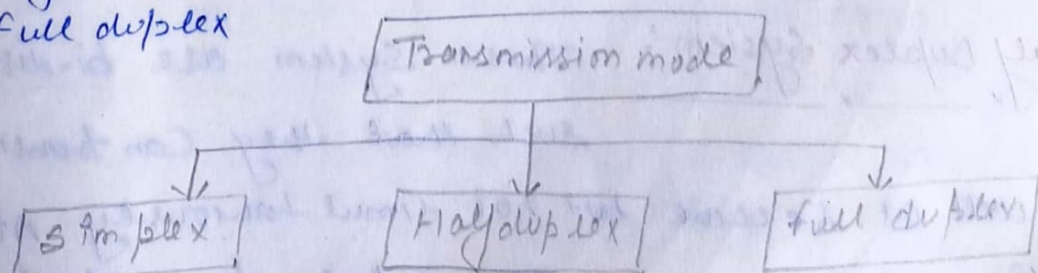 Full duplex
Transmission mode
Simplex
Half duplex
Full duplex